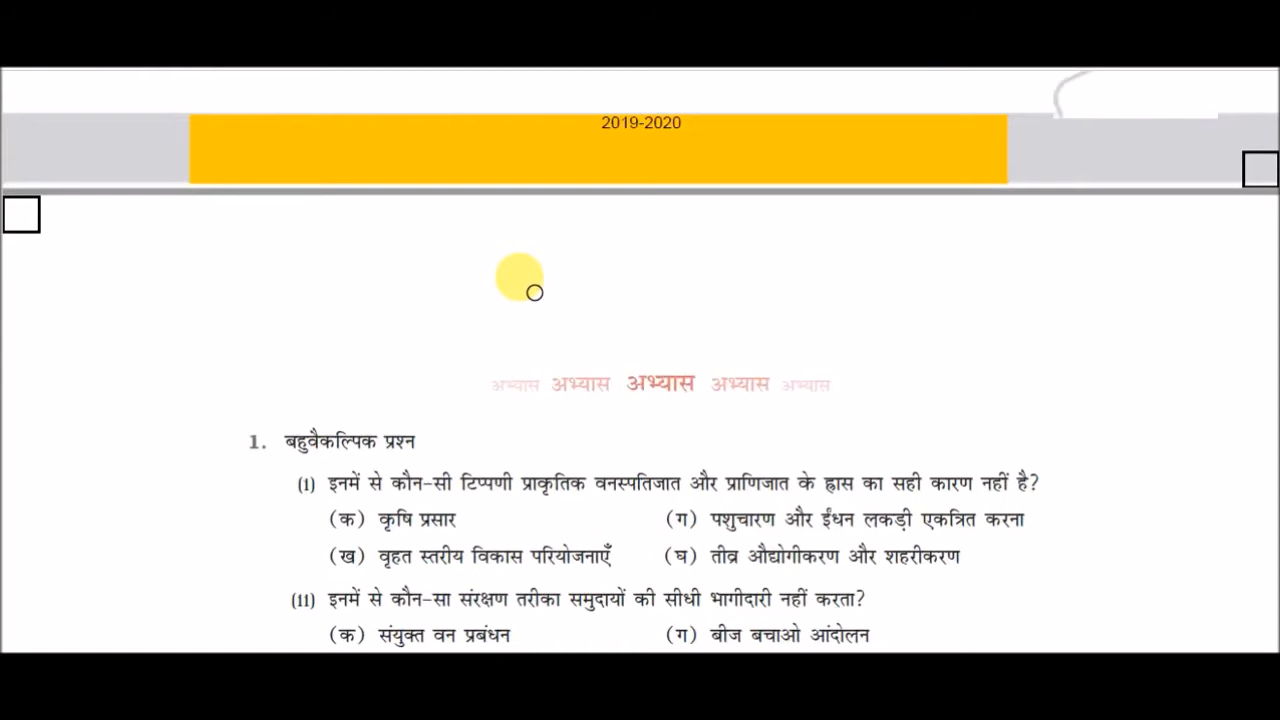 2019-2020
अभ्यास अभ्यास अभ्यास अभ्यास अभ्यास
1. बहुवैकल्पिक प्रश्न
(i) इनमें से कौन-सी टिप्पणी प्राकृतिक वनस्पतिजात और प्राणिजात के ह्रास का सही कारण नहीं है?
(क) कृषि प्रसार (ग) पशुचारण और ईंधन लकड़ी एकत्रित करना
(ख) वृहत स्तरीय विकास परियोजनाएँ (घ) तीव्र औद्योगीकरण और शहरीकरण
(ii) इनमें से कौन-सा संरक्षण तरीका समुदायों की सीधी भागीदारी नहीं करता?
(क) संयुक्त वन प्रबंधन (ग) बीज बचाओ आंदोलन